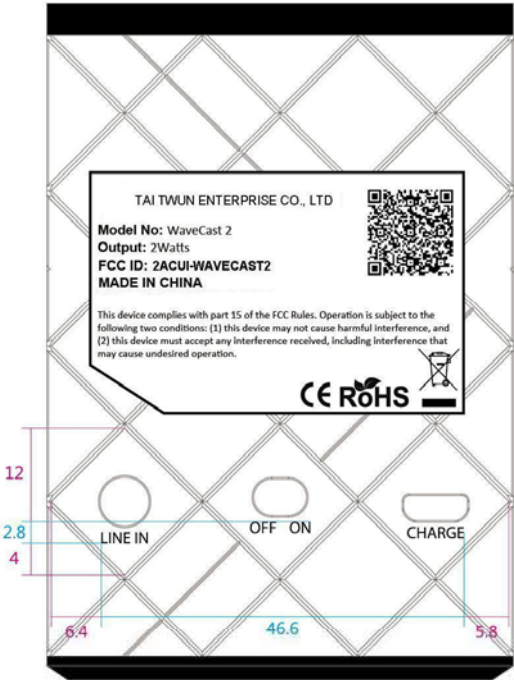 TAI TWUN ENTERPRISE CO., LTD
Model No: WaveCast 2
Output: 2Watts
FCC ID: 2ACUI-WAVECAST2
MADE IN CHINA
This device complies with part 15 of the FCC Rules. Operation is subject to the
following two conditions: (1) this device may not cause harmful interference, and
(2) this device must accept any interference received, including interference that
may cause undesired operation.
CE RoHS
12
2.8
4
LINE IN
OFF ON
CHARGE
6.4
46.6
5.8